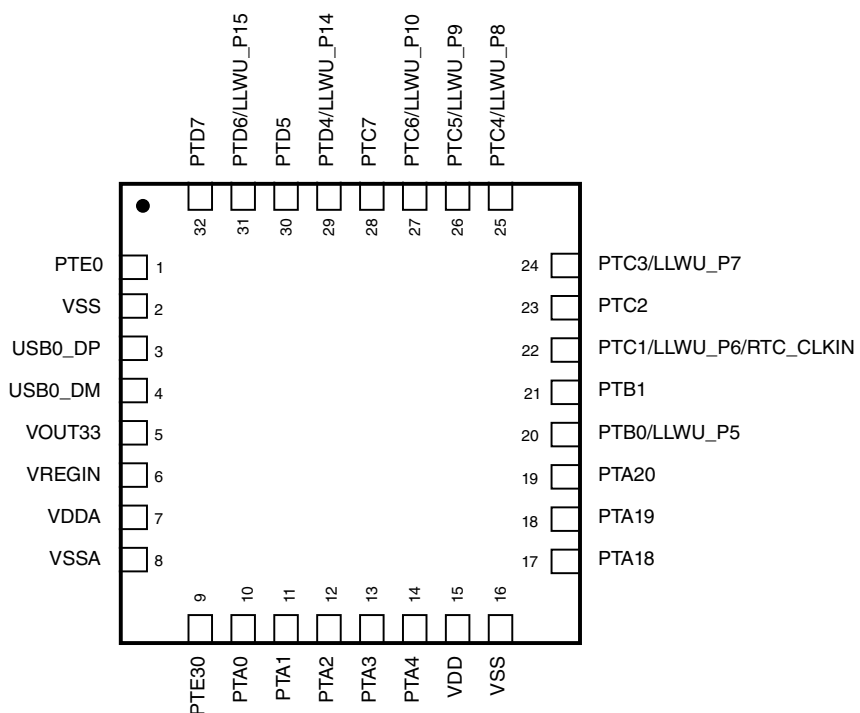 PTD7
PTD6/LLWU_P15
PTD5
PTD4/LLWU_P14
PTC7
PTC6/LLWU_P10
PTC5/LLWU_P9
PTC4/LLWU_P8
32
31
30
29
28
27
26
25
PTE0 1
VSS 2
USB0_DP 3
USB0_DM 4
VOUT33 5
VREGIN 6
VDDA 7
VSSA 8
24 PTC3/LLWU_P7
23 PTC2
22 PTC1/LLWU_P6/RTC_CLKIN
21 PTB1
20 PTB0/LLWU_P5
19 PTA20
18 PTA19
17 PTA18
9
10
11
12
13
14
15
16
PTE30
PTA0
PTA1
PTA2
PTA3
PTA4
VDD
VSS